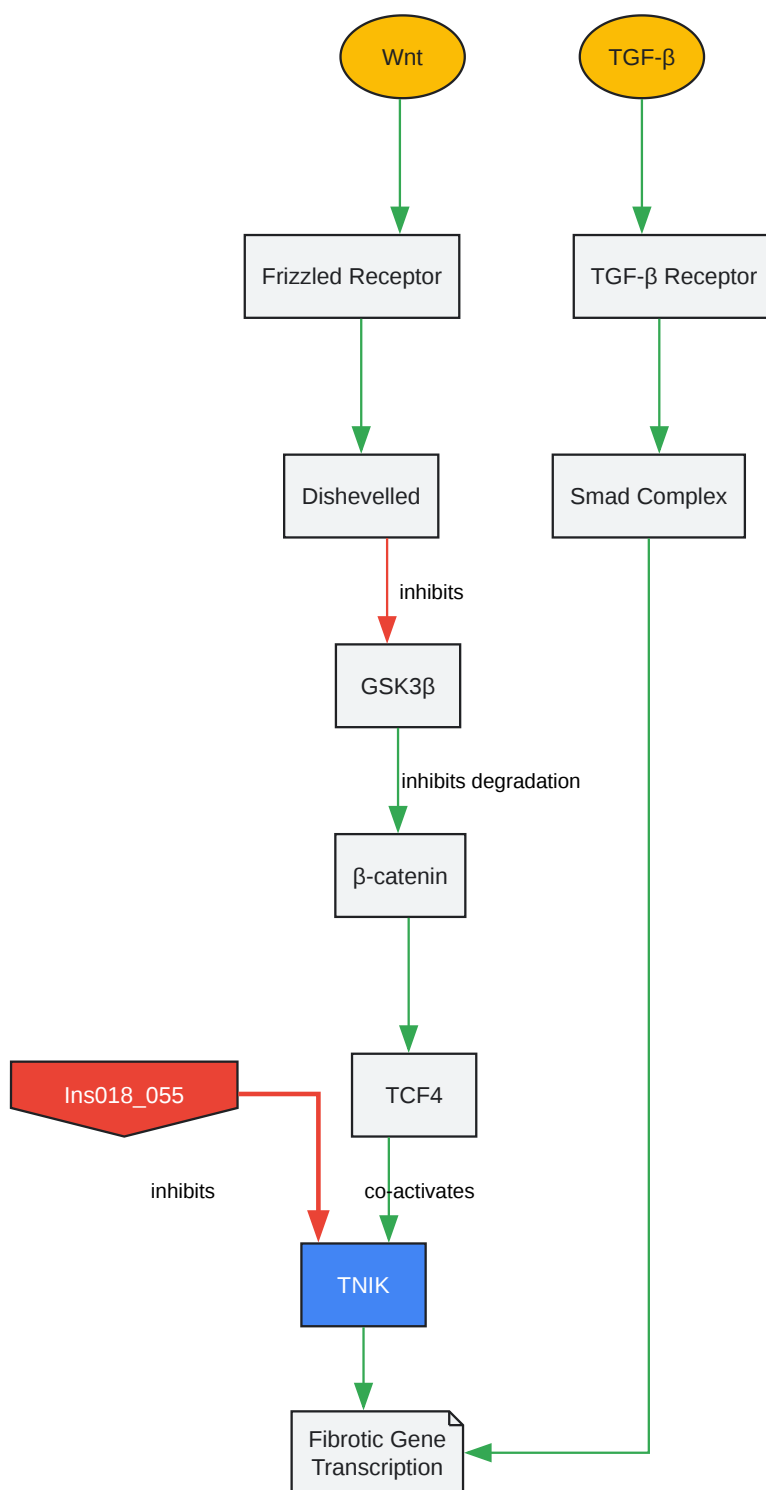 Wnt
TGF-β
Frizzled Receptor
TGF-β Receptor
Dishevelled
Smad Complex
inhibits
GSK3β
inhibits degradation
β-catenin
Ins018_055
TCF4
inhibits
co-activates
TNIK
Fibrotic Gene
Transcription